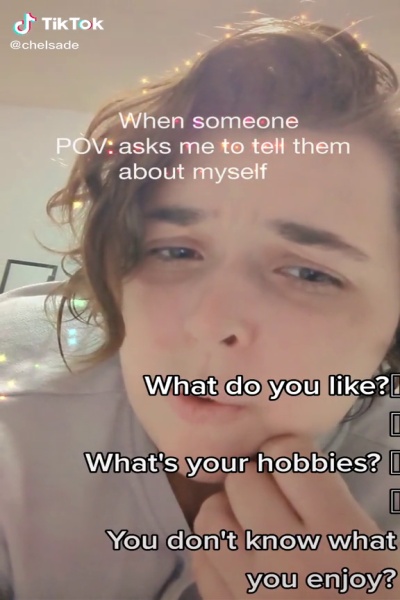 TikTok
@chelsade
When someone
POV: asks me to tell them
about myself
What do you like?
What's your hobbies?
You don't know what
you enjoy?